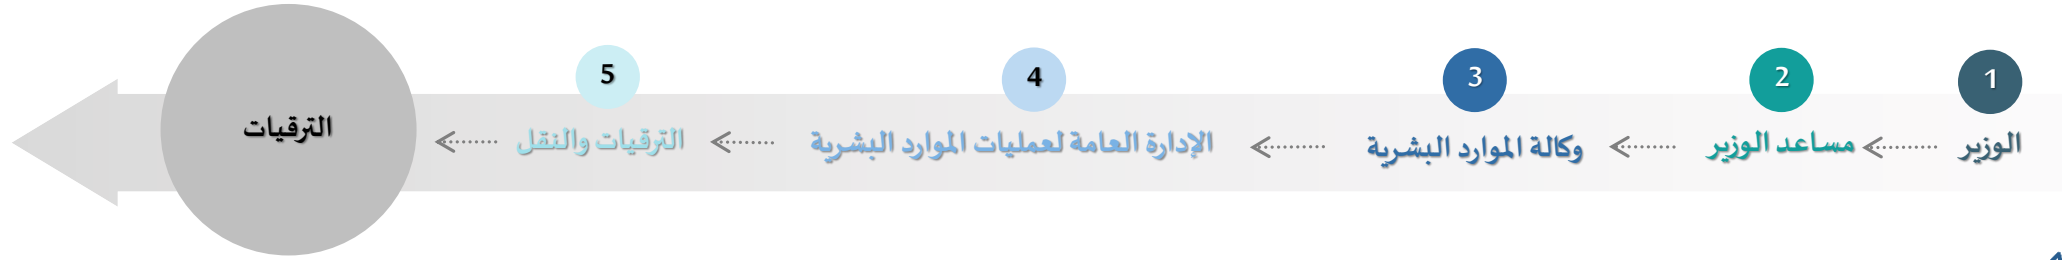 1
الوزير
2
مساعد الوزير
3
وكالة الموارد البشرية
4
الإدارة العامة لعمليات الموارد البشرية
5
الترقيات والنقل
الترقيات